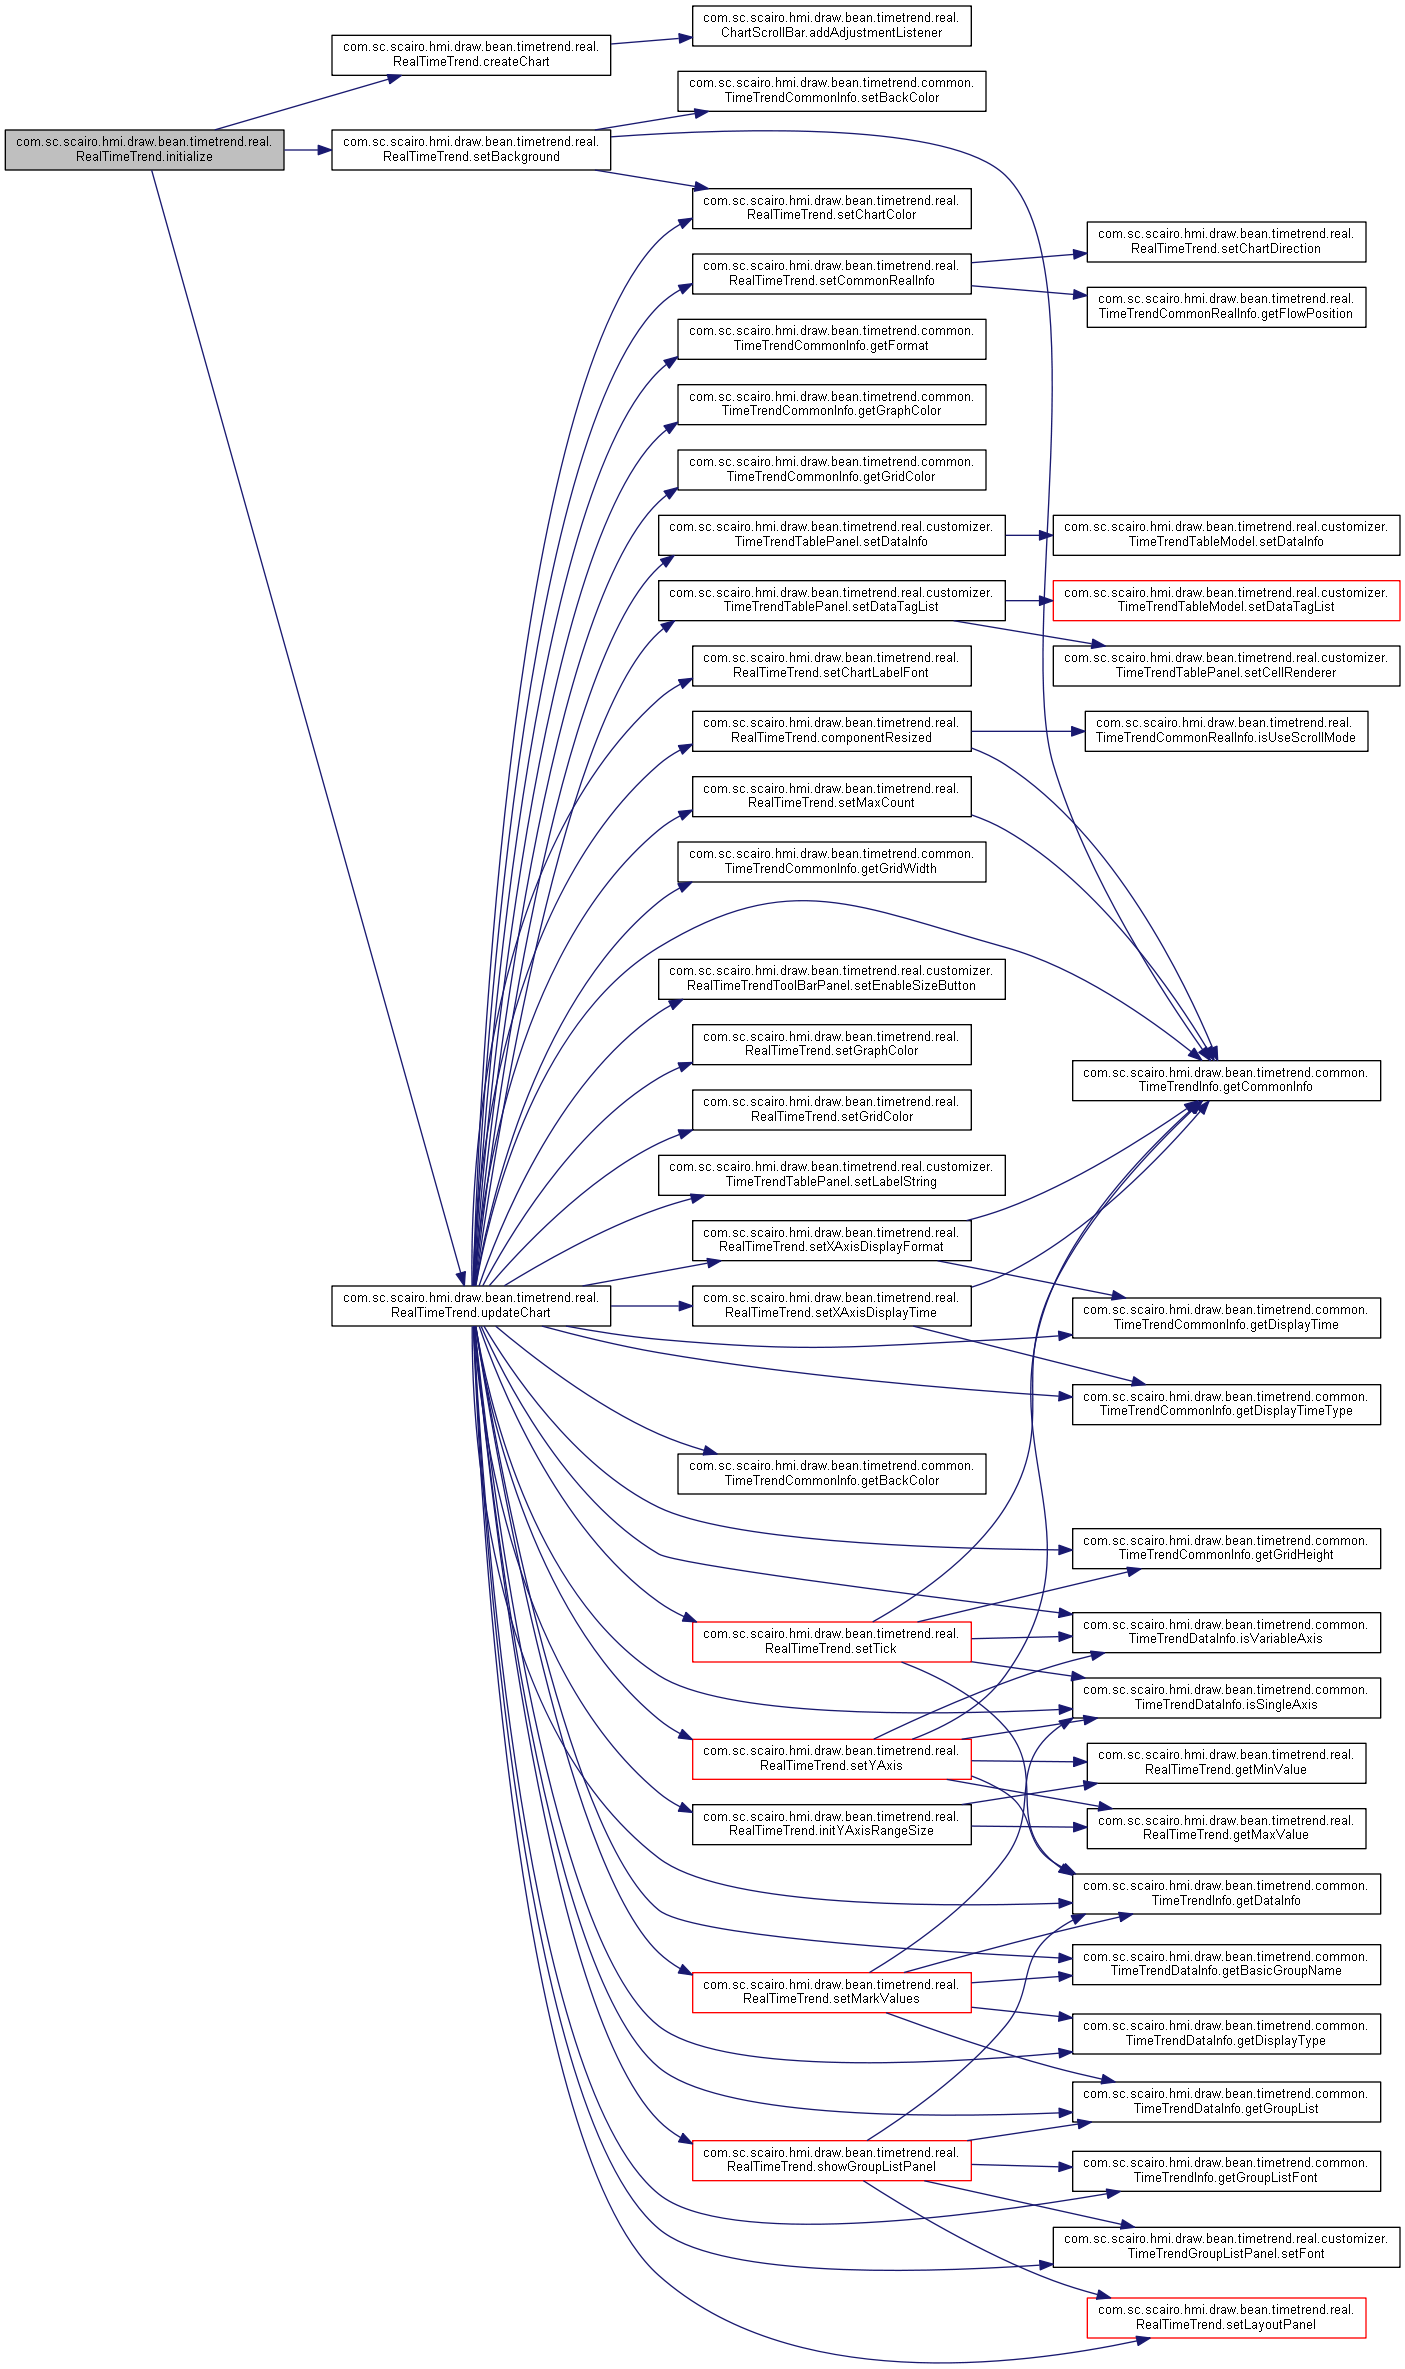 com.sc.scairo.hmi.draw.bean.timetrend.real.
RealTimeTrend.initialize
com.sc.scairo.hmi.draw.bean.timetrend.real.
RealTimeTrend.createChart
com.sc.scairo.hmi.draw.bean.timetrend.real.
RealTimeTrend.setBackground
com.sc.scairo.hmi.draw.bean.timetrend.real.
RealTimeTrend.updateChart
com.sc.scairo.hmi.draw.bean.timetrend.real.
ChartScrollBar.addAdjustmentListener
com.sc.scairo.hmi.draw.bean.timetrend.common.
TimeTrendCommonInfo.setBackColor
com.sc.scairo.hmi.draw.bean.timetrend.real.
RealTimeTrend.setChartColor
com.sc.scairo.hmi.draw.bean.timetrend.real.
RealTimeTrend.setCommonRealInfo
com.sc.scairo.hmi.draw.bean.timetrend.common.
TimeTrendCommonInfo.getFormat
com.sc.scairo.hmi.draw.bean.timetrend.common.
TimeTrendCommonInfo.getGraphColor
com.sc.scairo.hmi.draw.bean.timetrend.common.
TimeTrendCommonInfo.getGridColor
com.sc.scairo.hmi.draw.bean.timetrend.real.customizer.
TimeTrendTablePanel.setDataInfo
com.sc.scairo.hmi.draw.bean.timetrend.real.customizer.
TimeTrendTablePanel.setDataTagList
com.sc.scairo.hmi.draw.bean.timetrend.real.
RealTimeTrend.setChartLabelFont
com.sc.scairo.hmi.draw.bean.timetrend.real.
RealTimeTrend.componentResized
com.sc.scairo.hmi.draw.bean.timetrend.real.
RealTimeTrend.setMaxCount
com.sc.scairo.hmi.draw.bean.timetrend.common.
TimeTrendCommonInfo.getGridWidth
com.sc.scairo.hmi.draw.bean.timetrend.real.customizer.
RealTimeTrendToolBarPanel.setEnableSizeButton
com.sc.scairo.hmi.draw.bean.timetrend.real.
RealTimeTrend.setGraphColor
com.sc.scairo.hmi.draw.bean.timetrend.real.
RealTimeTrend.setGridColor
com.sc.scairo.hmi.draw.bean.timetrend.real.customizer.
TimeTrendTablePanel.setLabelString
com.sc.scairo.hmi.draw.bean.timetrend.real.
RealTimeTrend.setXAxisDisplayFormat
com.sc.scairo.hmi.draw.bean.timetrend.real.
RealTimeTrend.setXAxisDisplayTime
com.sc.scairo.hmi.draw.bean.timetrend.common.
TimeTrendCommonInfo.getBackColor
com.sc.scairo.hmi.draw.bean.timetrend.real.
RealTimeTrend.setTick
com.sc.scairo.hmi.draw.bean.timetrend.real.
RealTimeTrend.setYAxis
com.sc.scairo.hmi.draw.bean.timetrend.real.
RealTimeTrend.initYAxisRangeSize
com.sc.scairo.hmi.draw.bean.timetrend.real.
RealTimeTrend.setMarkValues
com.sc.scairo.hmi.draw.bean.timetrend.real.
RealTimeTrend.showGroupListPanel
com.sc.scairo.hmi.draw.bean.timetrend.real.
RealTimeTrend.setChartDirection
com.sc.scairo.hmi.draw.bean.timetrend.real.
TimeTrendCommonRealInfo.getFlowPosition
com.sc.scairo.hmi.draw.bean.timetrend.real.customizer.
TimeTrendTableModel.setDataInfo
com.sc.scairo.hmi.draw.bean.timetrend.real.customizer.
TimeTrendTableModel.setDataTagList
com.sc.scairo.hmi.draw.bean.timetrend.real.customizer.
TimeTrendTablePanel.setCellRenderer
com.sc.scairo.hmi.draw.bean.timetrend.real.
TimeTrendCommonRealInfo.isUseScrollMode
com.sc.scairo.hmi.draw.bean.timetrend.common.
TimeTrendInfo.getCommonInfo
com.sc.scairo.hmi.draw.bean.timetrend.common.
TimeTrendCommonInfo.getDisplayTime
com.sc.scairo.hmi.draw.bean.timetrend.common.
TimeTrendCommonInfo.getDisplayTimeType
com.sc.scairo.hmi.draw.bean.timetrend.common.
TimeTrendCommonInfo.getGridHeight
com.sc.scairo.hmi.draw.bean.timetrend.common.
TimeTrendDataInfo.isVariableAxis
com.sc.scairo.hmi.draw.bean.timetrend.common.
TimeTrendDataInfo.isSingleAxis
com.sc.scairo.hmi.draw.bean.timetrend.real.
RealTimeTrend.getMinValue
com.sc.scairo.hmi.draw.bean.timetrend.real.
RealTimeTrend.getMaxValue
com.sc.scairo.hmi.draw.bean.timetrend.common.
TimeTrendInfo.getDataInfo
com.sc.scairo.hmi.draw.bean.timetrend.common.
TimeTrendDataInfo.getBasicGroupName
com.sc.scairo.hmi.draw.bean.timetrend.common.
TimeTrendDataInfo.getDisplayType
com.sc.scairo.hmi.draw.bean.timetrend.common.
TimeTrendDataInfo.getGroupList
com.sc.scairo.hmi.draw.bean.timetrend.common.
TimeTrendInfo.getGroupListFont
com.sc.scairo.hmi.draw.bean.timetrend.real.customizer.
TimeTrendGroupListPanel.setFont
com.sc.scairo.hmi.draw.bean.timetrend.real.
RealTimeTrend.setLayoutPanel